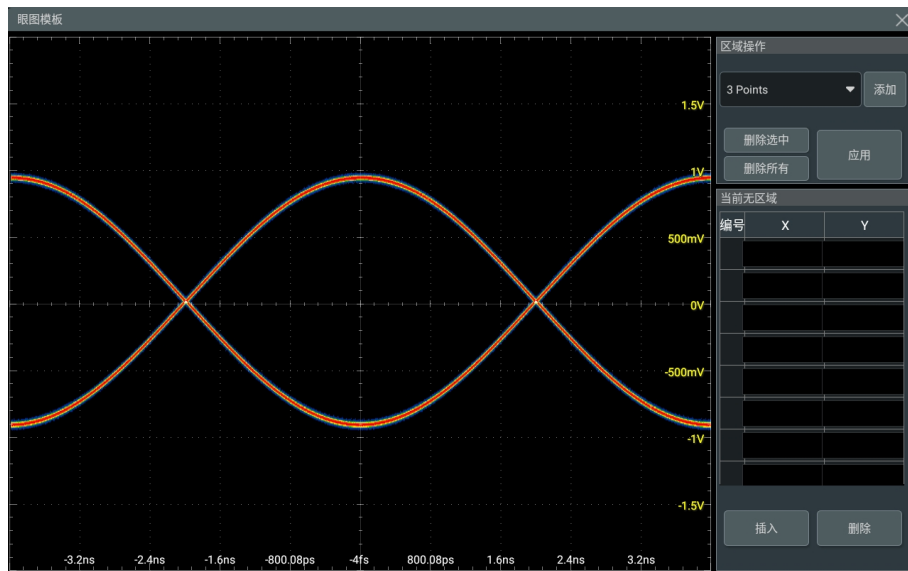 眼图模板
区域操作
3 Points
添加
删除选中
删除所有
应用
当前无区域
编号 X Y
插入 删除
1.5V
1V
500mV
0V
-500mV
-1V
-1.5V
-3.2ns -2.4ns -1.6ns -800.08ps -4fs 800.08ps 1.6ns 2.4ns 3.2ns